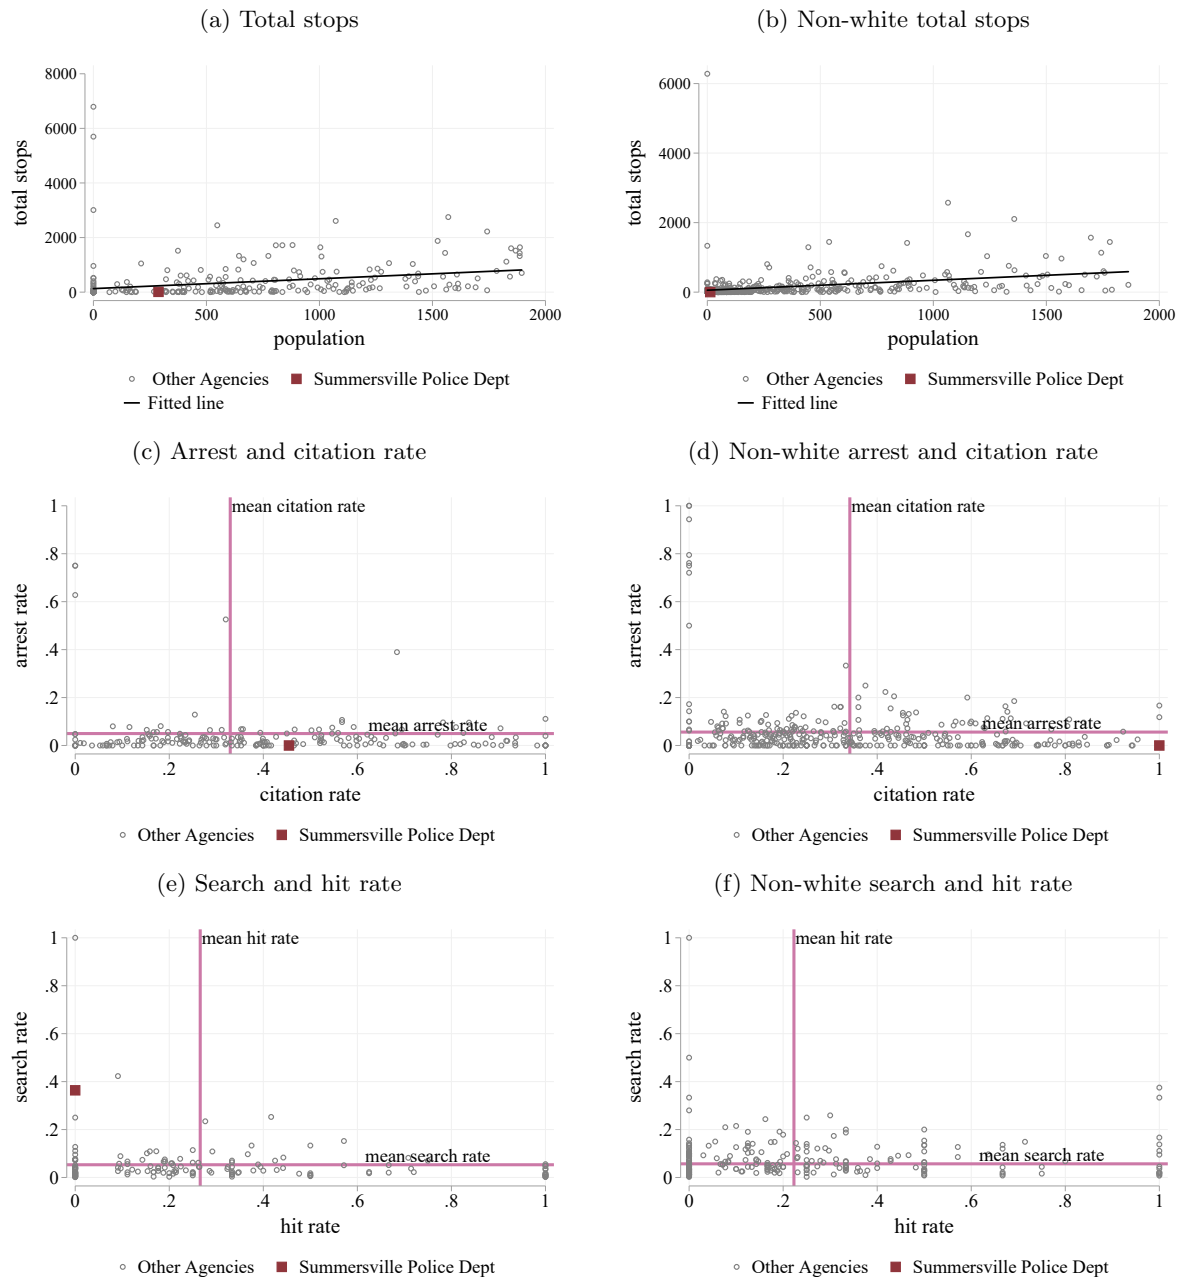 (a) Total stops
(b) Non-white total stops
total stops
8000
6000
4000
2000
0
0 500 1000 1500 2000
population
Other Agencies Summersville Police Dept
Fitted line
total stops
6000
4000
2000
0
0 500 1000 1500 2000
population
Other Agencies Summersville Police Dept
Fitted line
(c) Arrest and citation rate
(d) Non-white arrest and citation rate
arrest rate
1
.8
.6
.4
.2
0
mean citation rate
mean arrest rate
0 .2 .4 .6 .8 1
citation rate
Other Agencies Summersville Police Dept
arrest rate
1
.8
.6
.4
.2
0
mean citation rate
mean arrest rate
0 .2 .4 .6 .8 1
citation rate
Other Agencies Summersville Police Dept
(e) Search and hit rate
(f) Non-white search and hit rate
search rate
1
.8
.6
.4
.2
0
mean hit rate
mean search rate
0 .2 .4 .6 .8 1
hit rate
Other Agencies Summersville Police Dept
search rate
1
.8
.6
.4
.2
0
mean hit rate
mean search rate
0 .2 .4 .6 .8 1
hit rate
Other Agencies Summersville Police Dept